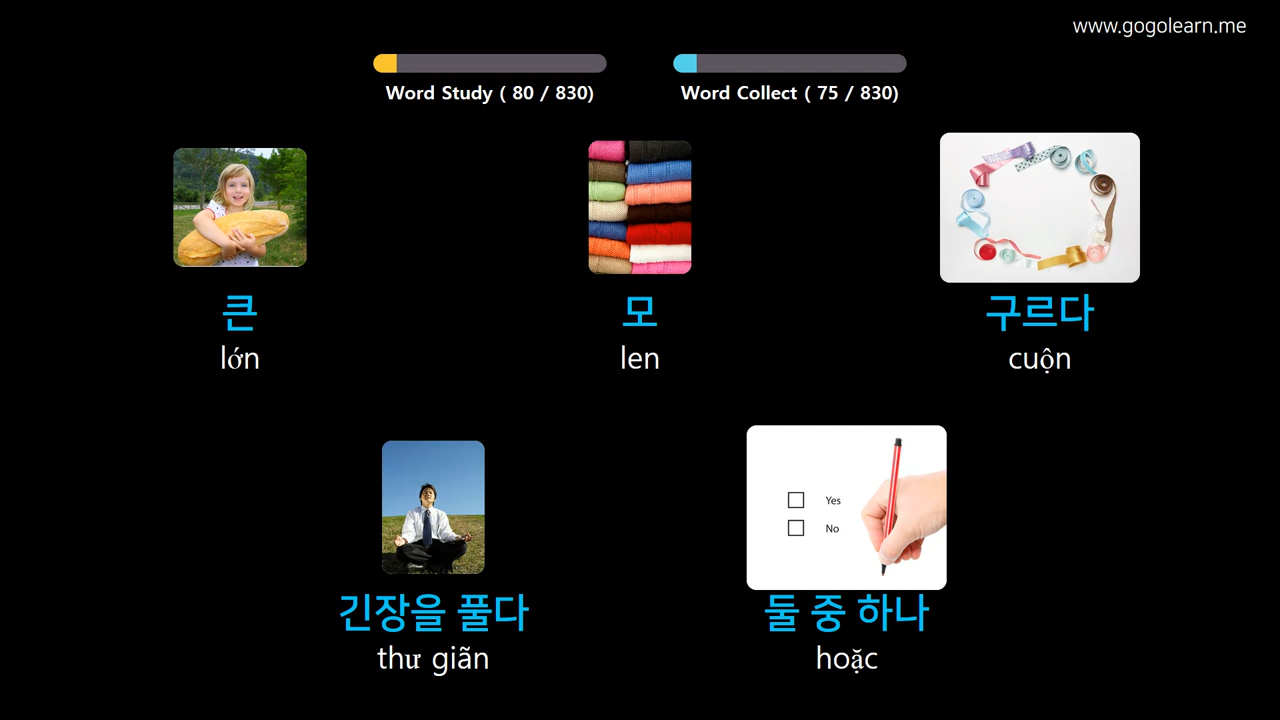 www.gogolearn.me
Word Study ( 80 / 830)
Word Collect ( 75 / 830)
큰
lớn
모
len
구르다
cuộn
Yes
No
긴장을 풀다
thư giãn
둘 중 하나
hoặc